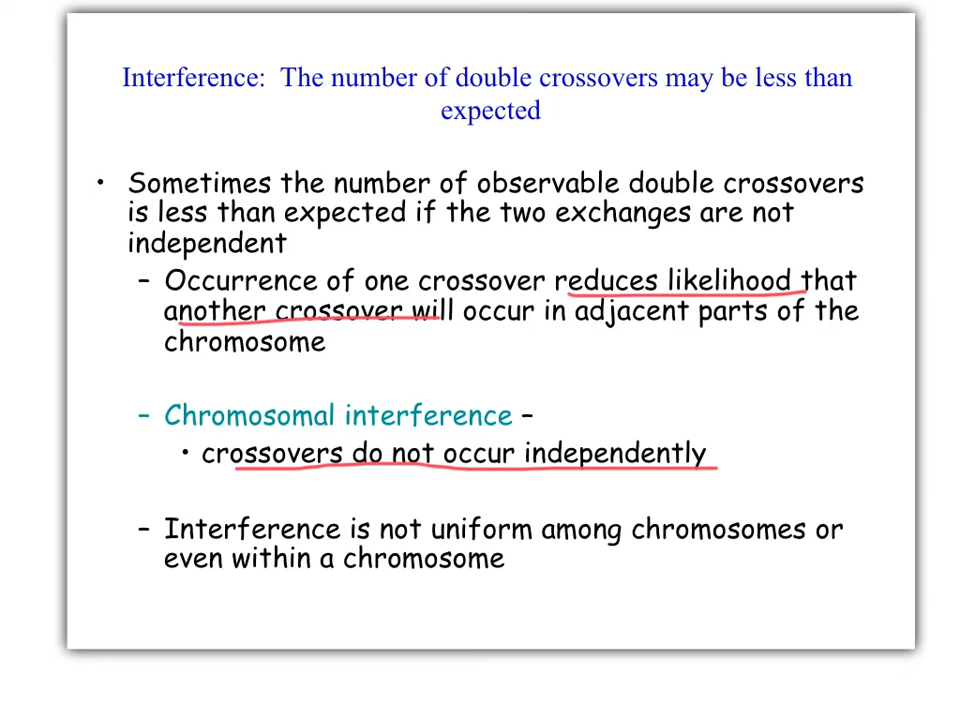 Interference:  The number of double crossovers may be less than
expected
• Sometimes the number of observable double crossovers
is less than expected if the two exchanges are not
independent
– Occurrence of one crossover reduces likelihood that
another crossover will occur in adjacent parts of the
chromosome
– Chromosomal interference –
• crossovers do not occur independently
– Interference is not uniform among chromosomes or
even within a chromosome